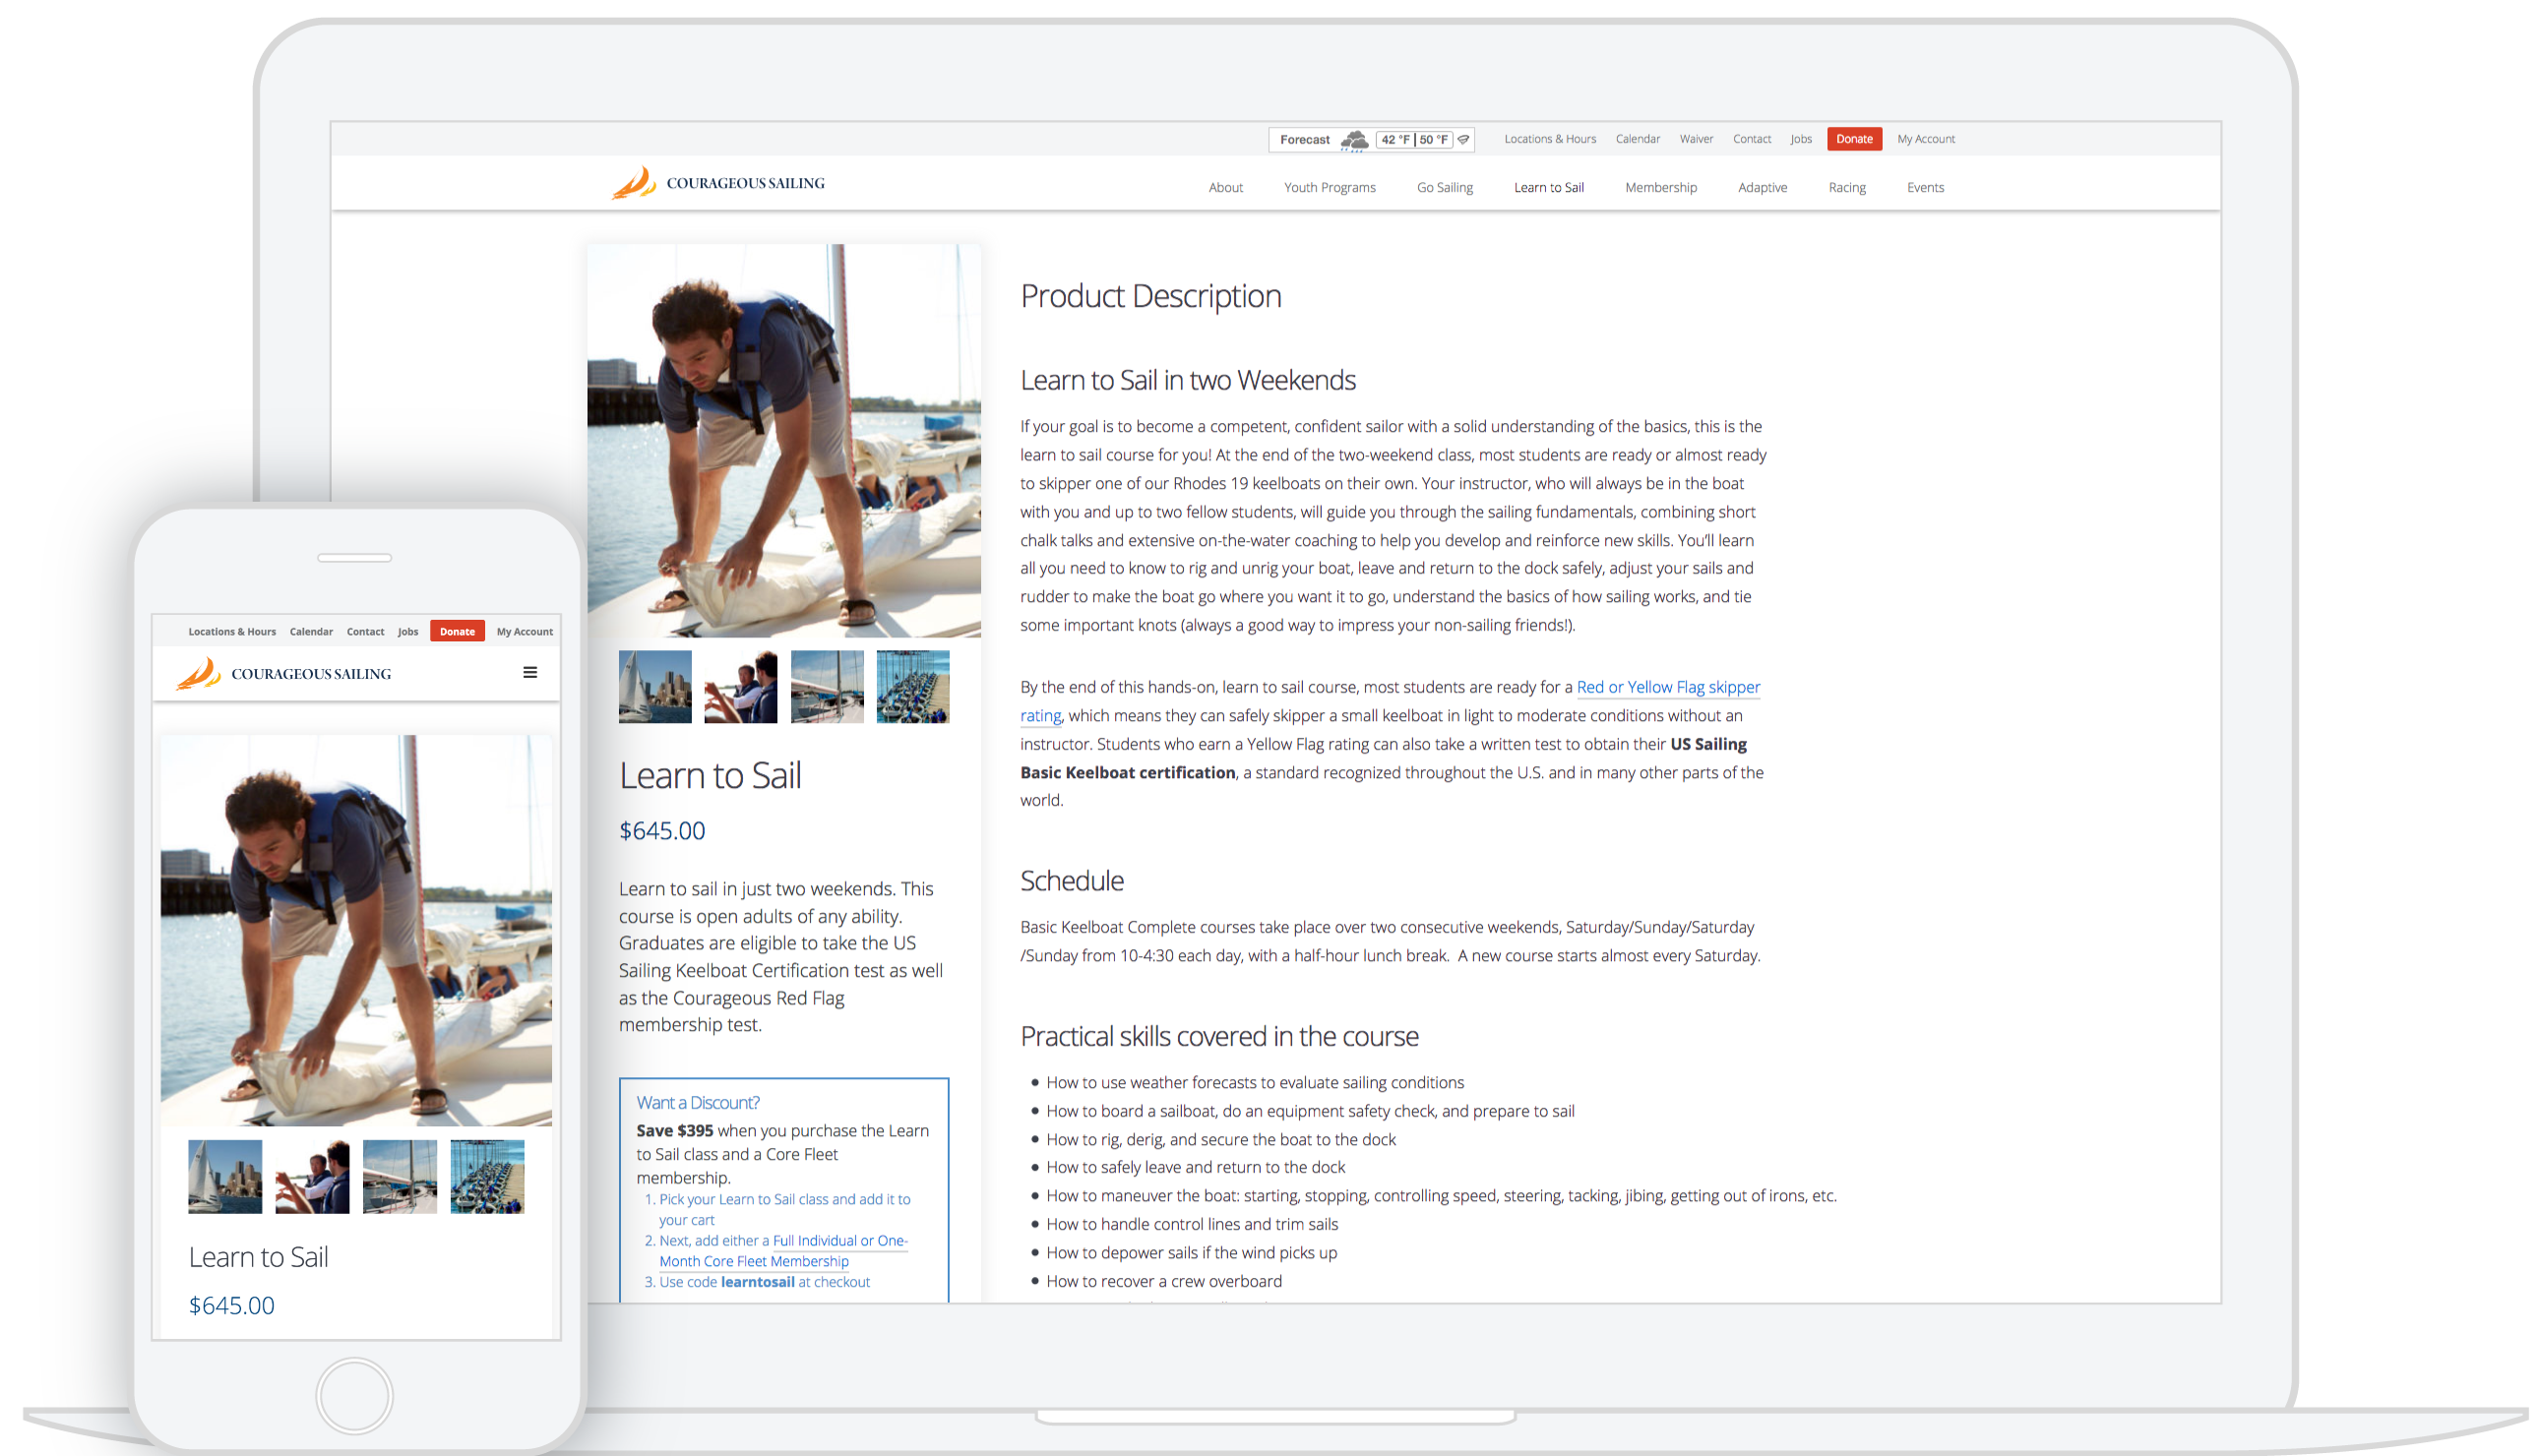 Forecast 42 °F | 50 °F Locations & Hours Calendar Waiver Contact Jobs Donate My Account
COURAGEOUS SAILING About Youth Programs Go Sailing Learn to Sail Membership Adaptive Racing Events
Product Description
Learn to Sail in two Weekends
If your goal is to become a competent, confident sailor with a solid understanding of the basics, this is the
learn to sail course for you! At the end of the two-weekend class, most students are ready or almost ready
to skipper one of our Rhodes 19 keelboats on their own. Your instructor, who will always be in the boat
with you and up to two fellow students, will guide you through the sailing fundamentals, combining short
chalk talks and extensive on-the-water coaching to help you develop and reinforce new skills. You'll learn
all you need to know to rig and unrig your boat, leave and return to the dock safely, adjust your sails and
rudder to make the boat go where you want it to go, understand the basics of how sailing works, and tie
some important knots (always a good way to impress your non-sailing friends!).
By the end of this hands-on, learn to sail course, most students are ready for a Red or Yellow Flag skipper
rating, which means they can safely skipper a small keelboat in light to moderate conditions without an
instructor. Students who earn a Yellow Flag rating can also take a written test to obtain their US Sailing
Basic Keelboat certification, a standard recognized throughout the U.S. and in many other parts of the
world.
Schedule
Basic Keelboat Complete courses take place over two consecutive weekends, Saturday/Sunday/Saturday
/Sunday from 10-4:30 each day, with a half-hour lunch break. A new course starts almost every Saturday.
Practical skills covered in the course
• How to use weather forecasts to evaluate sailing conditions
• How to board a sailboat, do an equipment safety check, and prepare to sail
• How to rig, derig, and secure the boat to the dock
• How to safely leave and return to the dock
• How to maneuver the boat: starting, stopping, controlling speed, steering, tacking, jibing, getting out of irons, etc.
• How to handle control lines and trim sails
• How to depower sails if the wind picks up
• How to recover a crew overboard
Learn to Sail
$645.00
Learn to sail in just two weekends. This
course is open adults of any ability.
Graduates are eligible to take the US
Sailing Keelboat Certification test as well
as the Courageous Red Flag
membership test.
Want a Discount?
Save $395 when you purchase the Learn
to Sail class and a Core Fleet
membership.
1. Pick your Learn to Sail class and add it to
your cart
2. Next, add either a Full Individual or One-
Month Core Fleet Membership
3. Use code learntosail at checkout
Locations & Hours Calendar Contact Jobs Donate My Account
COURAGEOUS SAILING
Learn to Sail
$645.00